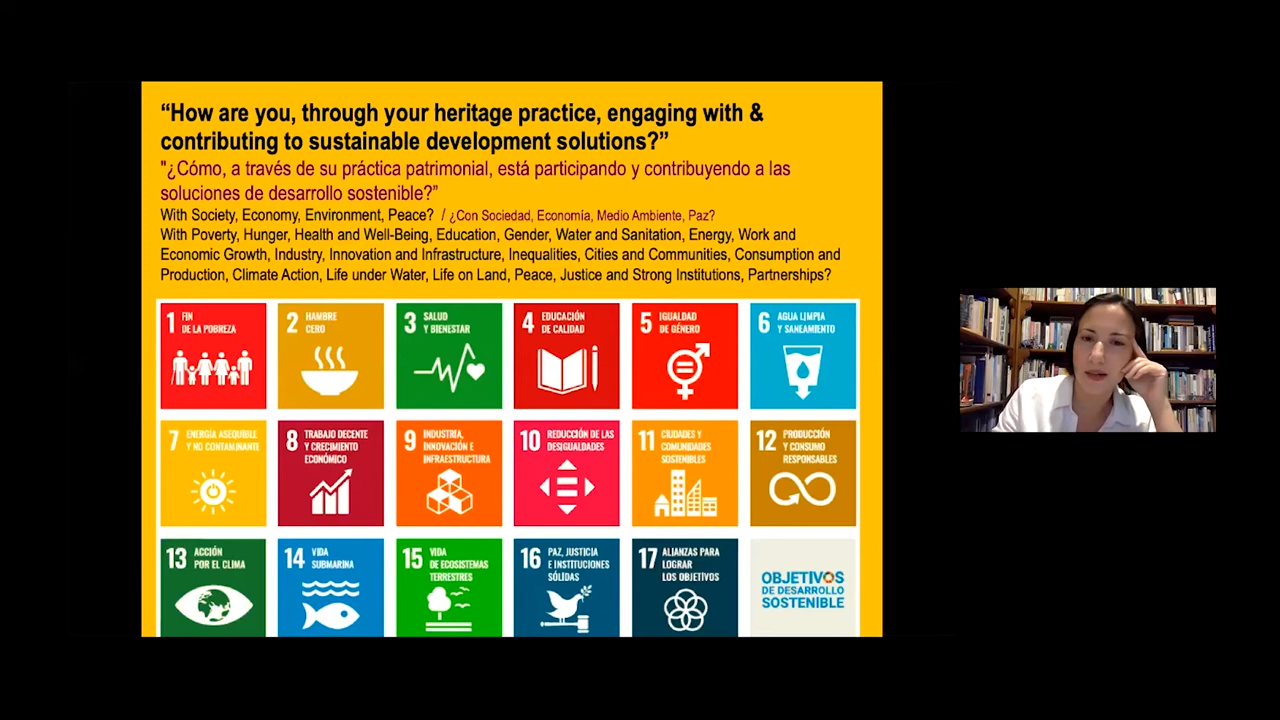 “How are you, through your heritage practice, engaging with &
contributing to sustainable development solutions?”
"¿Cómo, a través de su práctica patrimonial, está participando y contribuyendo a las
soluciones de desarrollo sostenible?”
With Society, Economy, Environment, Peace? / ¿Con Sociedad, Economía, Medio Ambiente, Paz?
With Poverty, Hunger, Health and Well-Being, Education, Gender, Water and Sanitation, Energy, Work and
Economic Growth, Industry, Innovation and Infrastructure, Inequalities, Cities and Communities, Consumption and
Production, Climate Action, Life under Water, Life on Land, Peace, Justice and Strong Institutions, Partnerships?
1 FIN
DE LA POBREZA
2 HAMBRE
CERO
3 SALUD
Y BIENESTAR
4 EDUCACIÓN
DE CALIDAD
5 IGUALDAD
DE GÉNERO
6 AGUA LIMPIA
Y SANEAMIENTO
7 ENERGÍA ASEQUIBLE
Y NO CONTAMINANTE
8 TRABAJO DECENTE
Y CRECIMIENTO
ECONÓMICO
9 INDUSTRIA,
INNOVACIÓN E
INFRAESTRUCTURA
10 REDUCCIÓN DE LAS
DESIGUALDADES
11 CIUDADES Y
COMUNIDADES
SOSTENIBLES
12 PRODUCCIÓN
Y CONSUMO
RESPONSABLES
13 ACCIÓN
POR EL CLIMA
14 VIDA
SUBMARINA
15 VIDA
DE ECOSISTEMAS
TERRESTRES
16 PAZ, JUSTICIA
E INSTITUCIONES
SÓLIDAS
17 ALIANZAS PARA
LOGRAR
LOS OBJETIVOS
OBJETIVOS
DE DESARROLLO
SOSTENIBLE